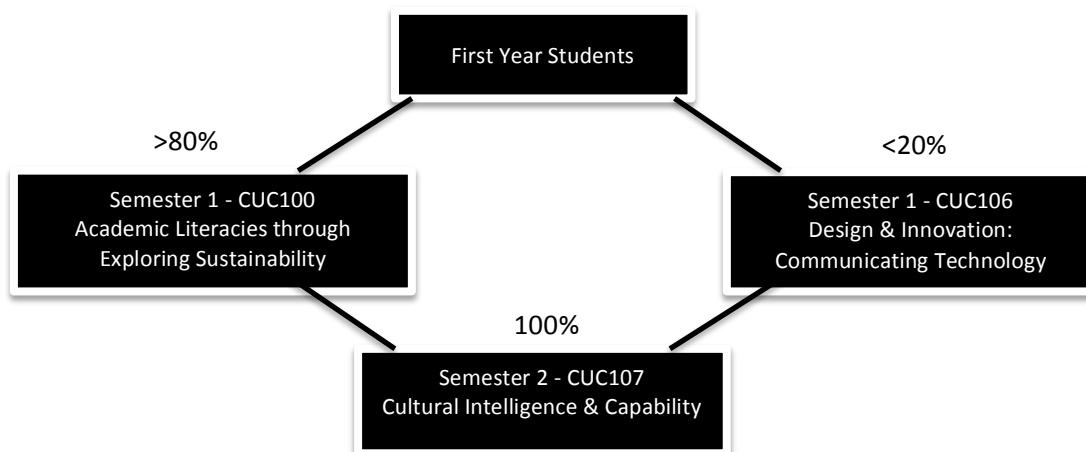 First Year Students
>80%
<20%
Semester 1 - CUC100
Academic Literacies through
Exploring Sustainability
Semester 1 - CUC106
Design & Innovation:
Communicating Technology
100%
Semester 2 - CUC107
Cultural Intelligence & Capability